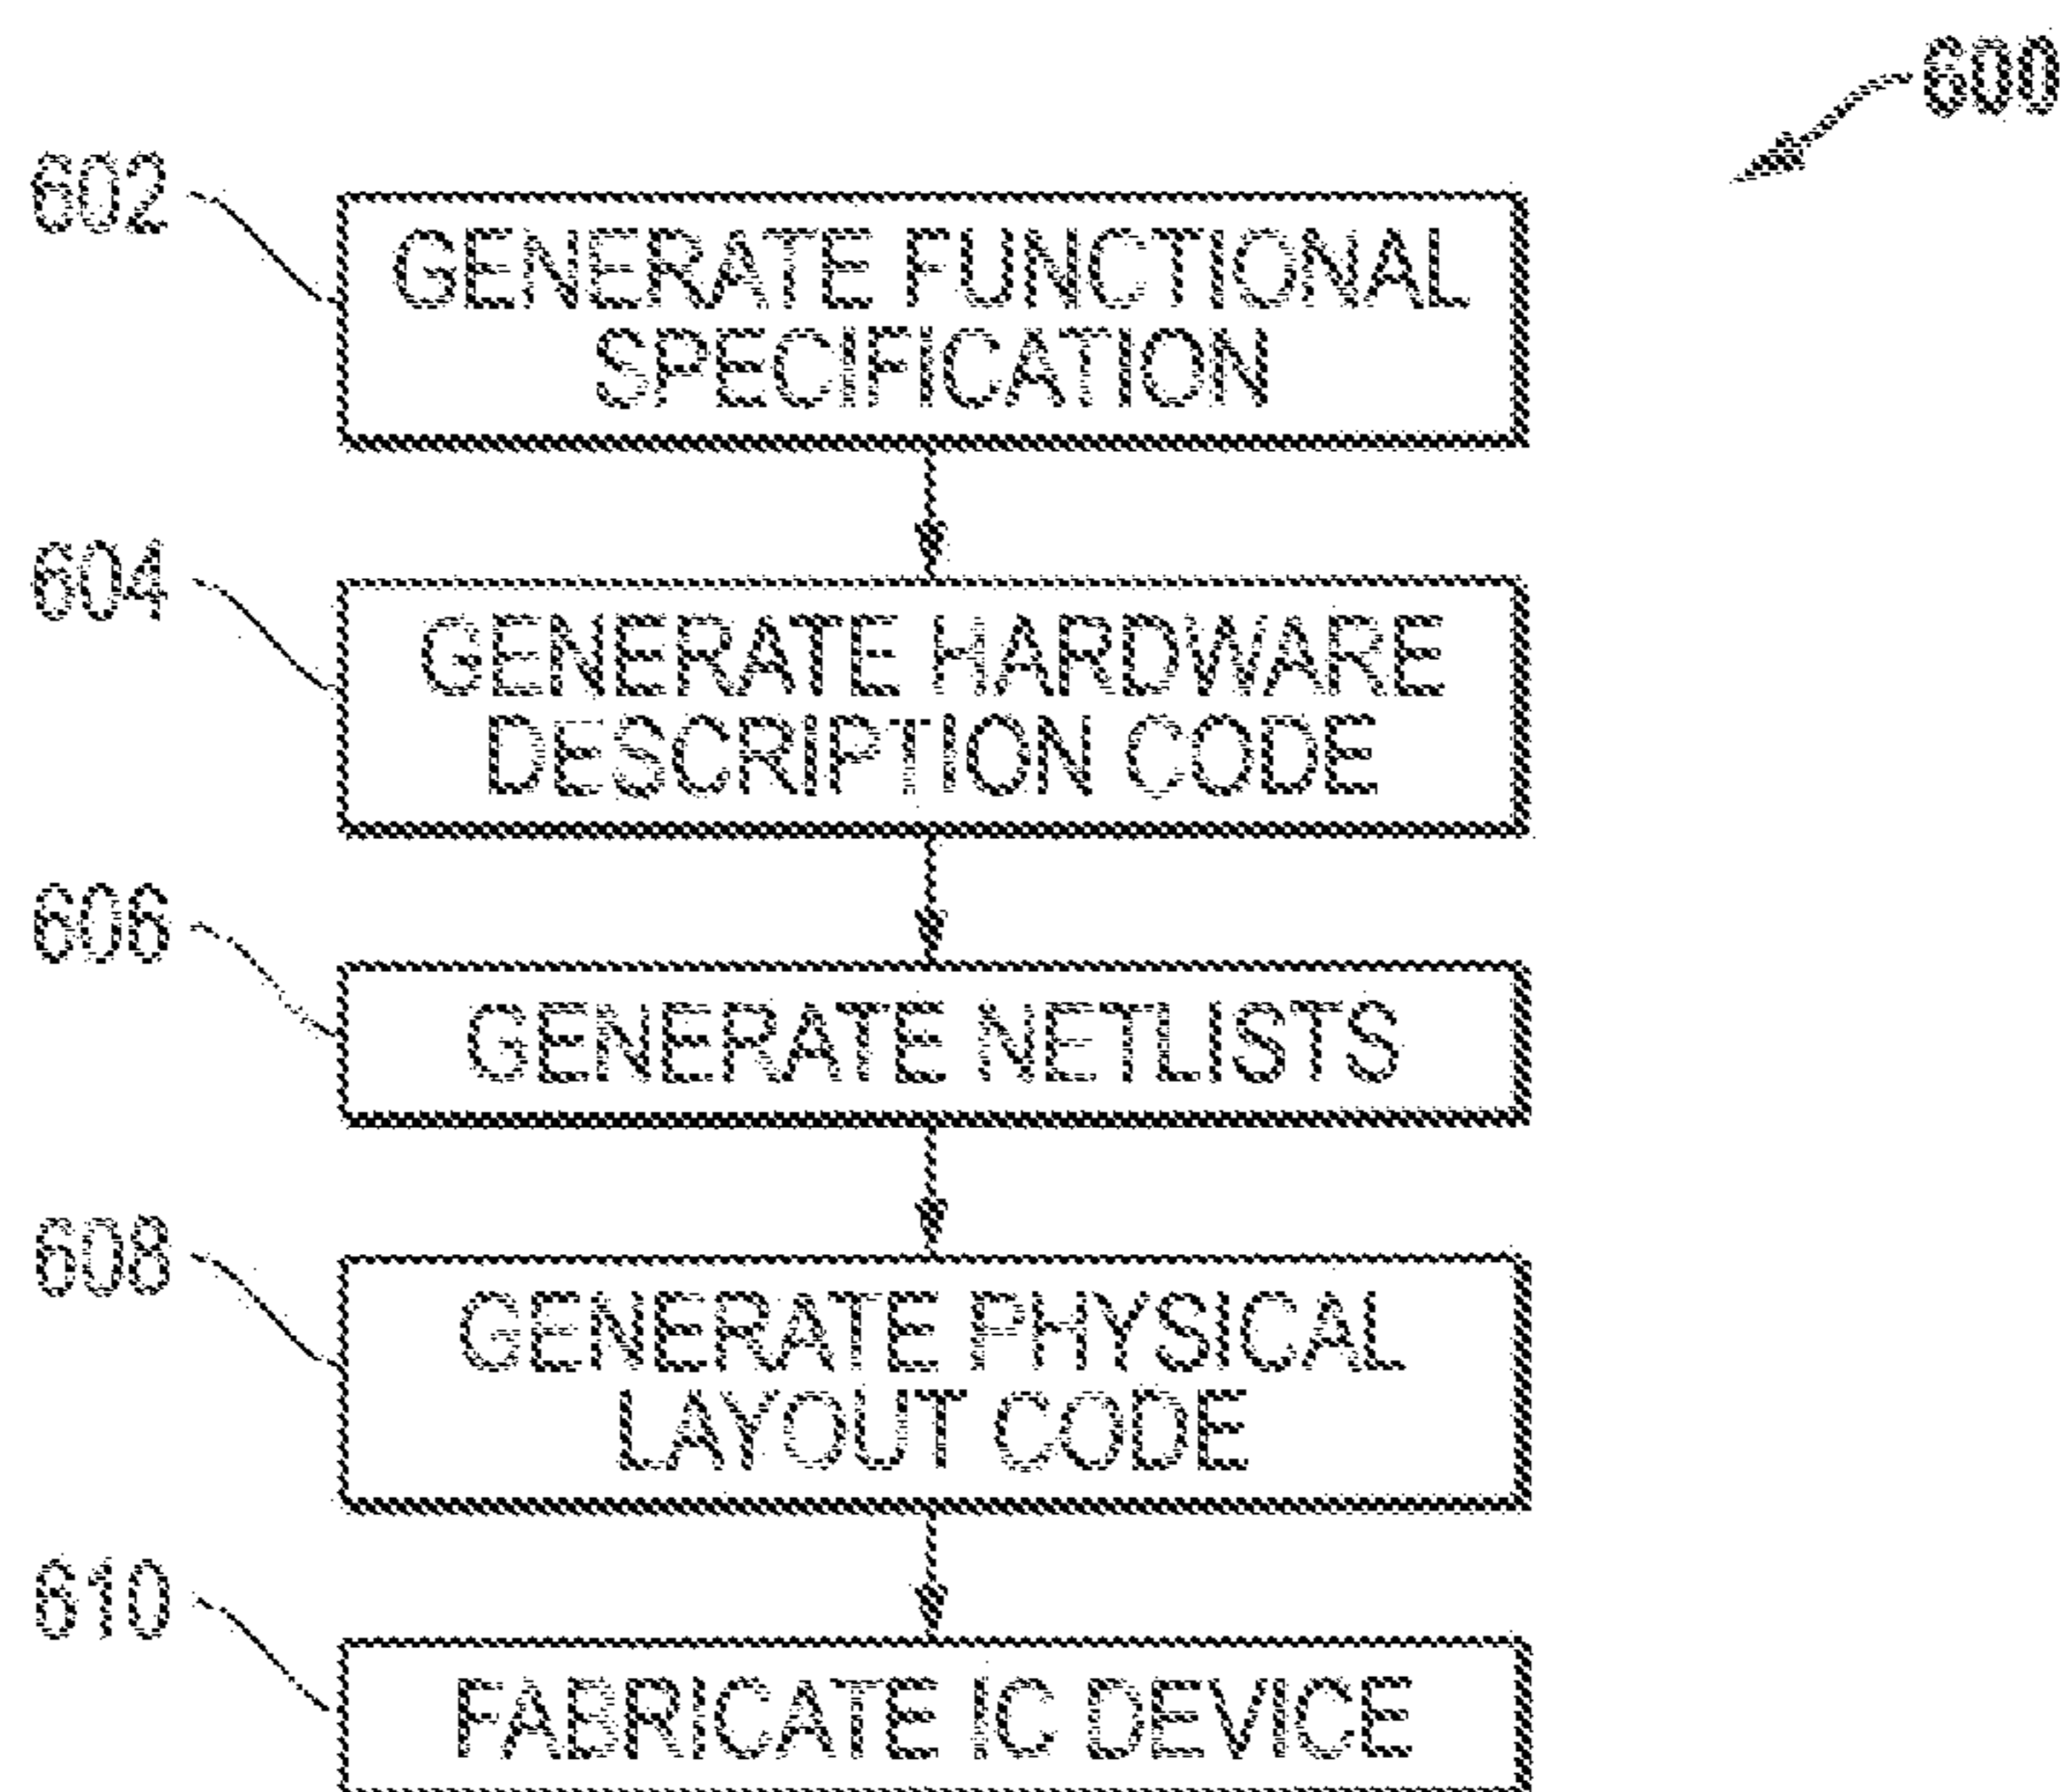 600
602
GENERATE FUNCTIONAL
SPECIFICATION
604
GENERATE HARDWARE
DESCRIPTION CODE
606
GENERATE NETLISTS
608
GENERATE PHYSICAL
LAYOUT CODE
610
FABRICATE IC DEVICE